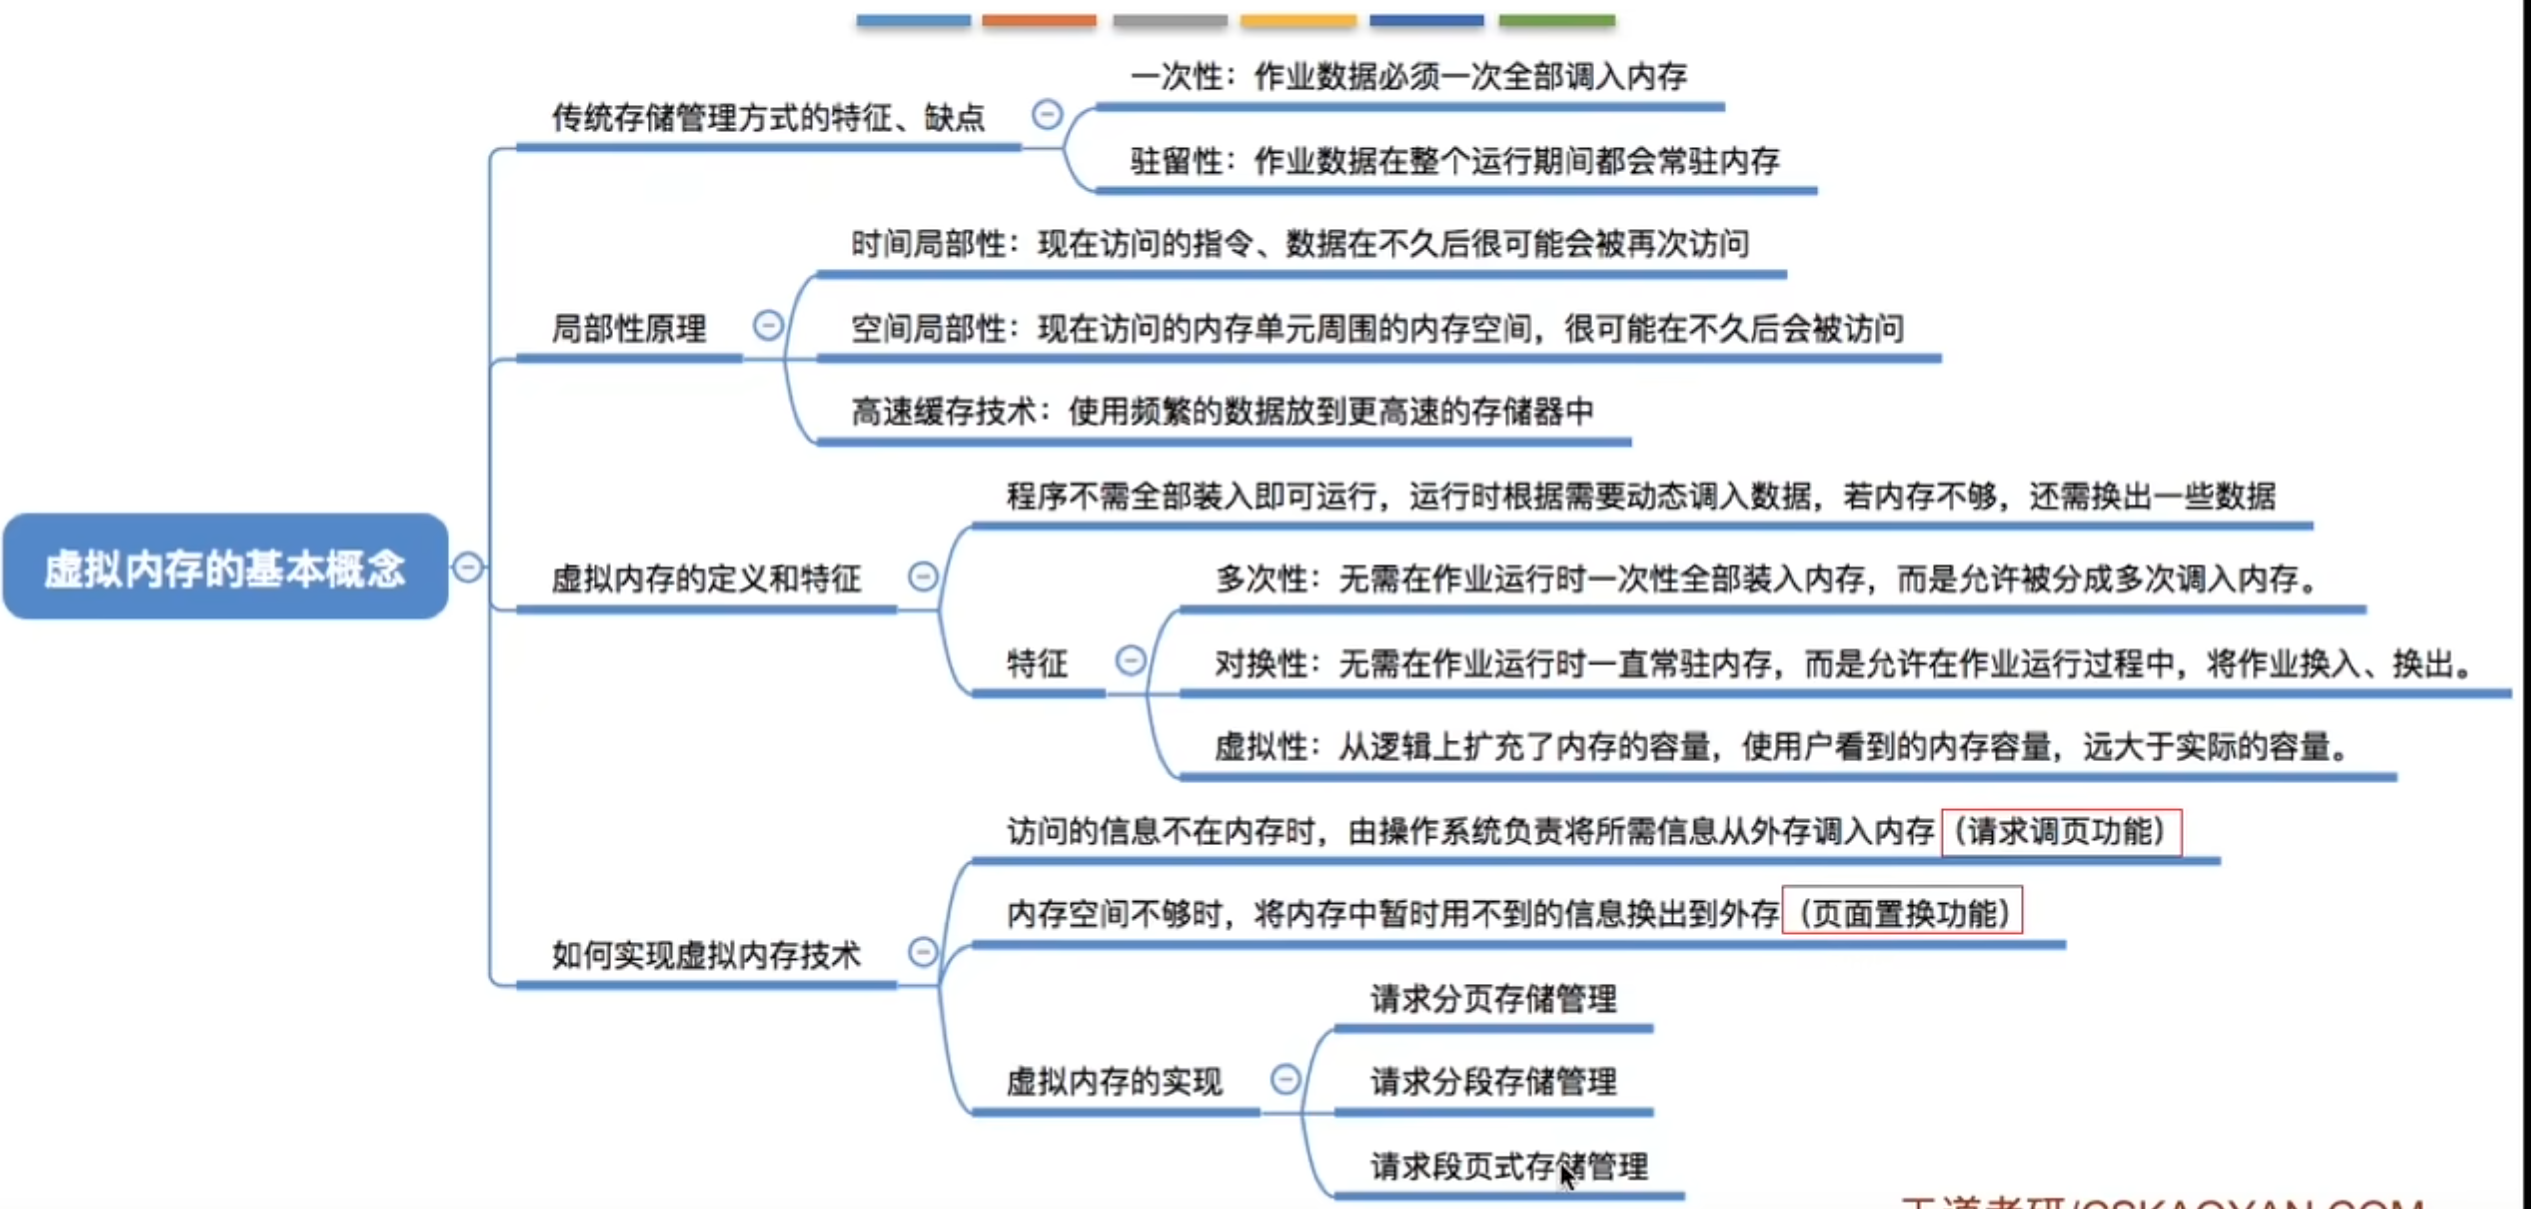 一次性：作业数据必须一次全部调入内存
传统存储管理方式的特征、缺点
驻留性：作业数据在整个运行期间都会常驻内存
时间局部性：现在访问的指令、数据在不久后很可能会被再次访问
局部性原理
空间局部性：现在访问的内存单元周围的内存空间，很可能在不久后会被访问
高速缓存技术：使用频繁的数据放到更高速的存储器中
虚拟内存的基本概念
程序不需全部装入即可运行，运行时根据需要动态调入数据，若内存不够，还需换出一些数据
虚拟内存的定义和特征
多次性：无需在作业运行时一次性全部装入内存，而是允许被分成多次调入内存。
特征
对换性：无需在作业运行时一直常驻内存，而是允许在作业运行过程中，将作业换入、换出。
虚拟性：从逻辑上扩充了内存的容量，使用户看到的内存容量，远大于实际的容量。
访问的信息不在内存时，由操作系统负责将所需信息从外存调入内存（请求调页功能）
内存空间不够时，将内存中暂时用不到的信息换出到外存（页面置换功能）
如何实现虚拟内存技术
请求分页存储管理
虚拟内存的实现
请求分段存储管理
请求段页式存储管理
王道考研/CSKAOYAN.COM